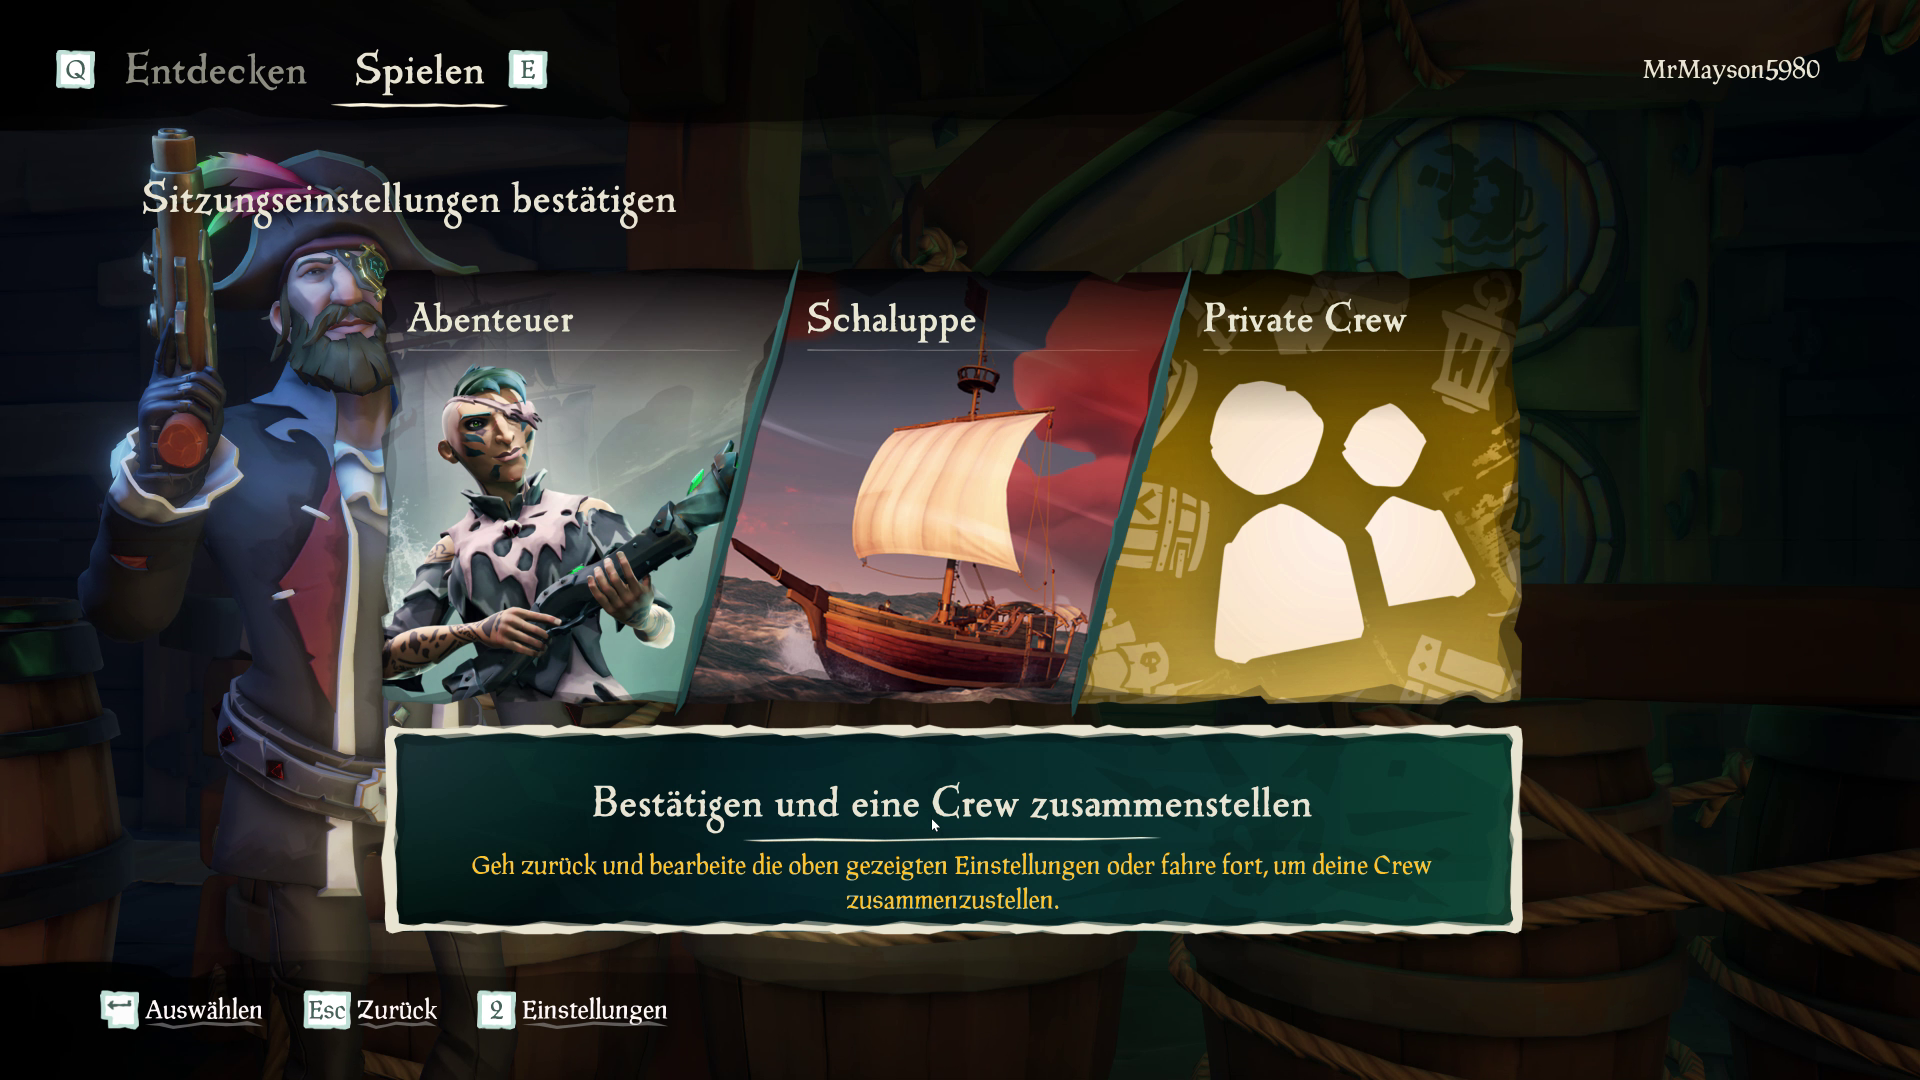 Q Entdecken Spielen E
MrMayson5980
Sitzungseinstellungen bestätigen
Abenteuer
Schaluppe
Private Crew
Bestätigen und eine Crew zusammenstellen
Geh zurück und bearbeite die oben gezeigten Einstellungen oder fahre fort, um deine Crew
zusammenzustellen.
Auswählen Esc Zurück 2 Einstellungen